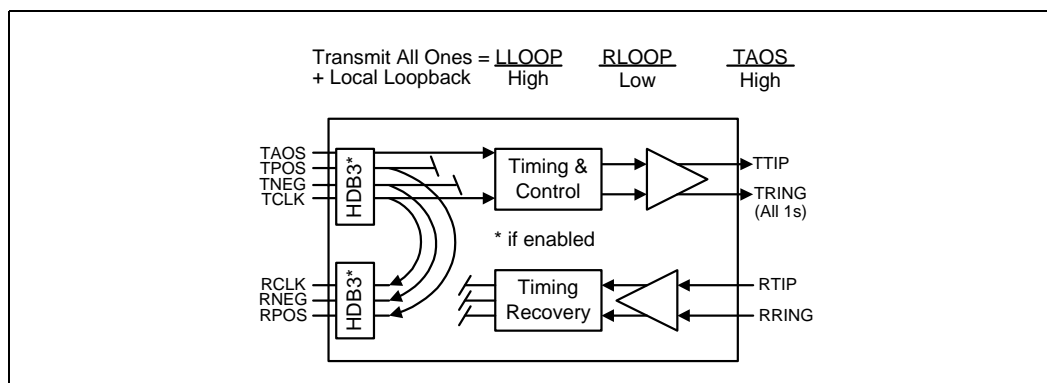 Transmit All Ones = LLOOP RLOOP TAOS
+ Local Loopback High Low High
TAOS
TPOS
TNEG
TCLK
HDB3*
Timing &
Control
TTIP
TRING
(All 1s)
* if enabled
RCLK
RNEG
RPOS
HDB3*
Timing
Recovery
RTIP
RRING